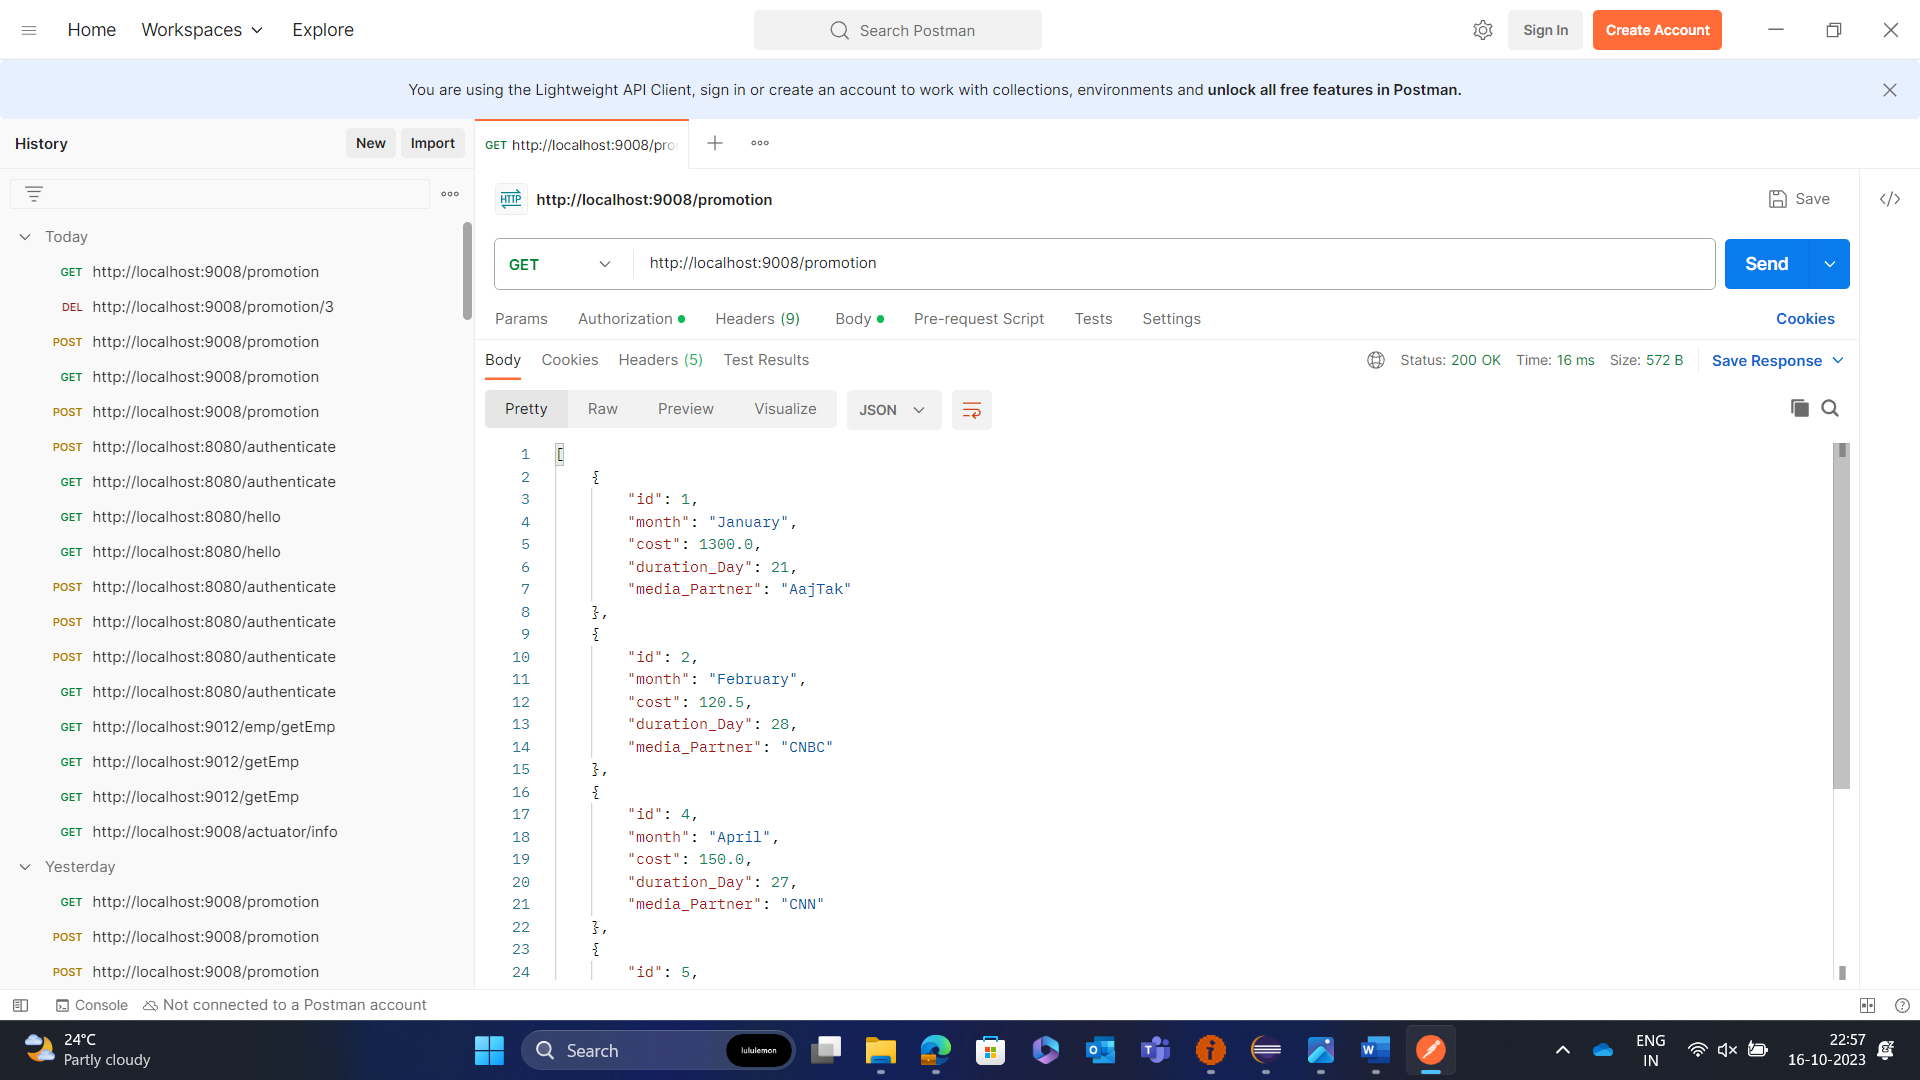 Home Workspaces Explore
Search Postman
Sign In Create Account
You are using the Lightweight API Client, sign in or create an account to work with collections, environments and unlock all free features in Postman.
History New Import
Today
GET http://localhost:9008/promotion
DEL http://localhost:9008/promotion/3
POST http://localhost:9008/promotion
GET http://localhost:9008/promotion
POST http://localhost:9008/promotion
POST http://localhost:8080/authenticate
GET http://localhost:8080/authenticate
GET http://localhost:8080/hello
GET http://localhost:8080/hello
POST http://localhost:8080/authenticate
POST http://localhost:8080/authenticate
POST http://localhost:8080/authenticate
GET http://localhost:8080/authenticate
GET http://localhost:9012/emp/getEmp
GET http://localhost:9012/getEmp
GET http://localhost:9012/getEmp
GET http://localhost:9008/actuator/info
Yesterday
GET http://localhost:9008/promotion
POST http://localhost:9008/promotion
POST http://localhost:9008/promotion
GET http://localhost:9008/pro
HTTP http://localhost:9008/promotion Save </>
GET http://localhost:9008/promotion Send
Params Authorization Headers (9) Body Pre-request Script Tests Settings Cookies
Body Cookies Headers (5) Test Results Status: 200 OK Time: 16 ms Size: 572 B Save Response
Pretty Raw Preview Visualize JSON
1 [
2 {
3 "id": 1,
4 "month": "January",
5 "cost": 1300.0,
6 "duration_Day": 21,
7 "media_Partner": "AajTak"
8 },
9 {
10 "id": 2,
11 "month": "February",
12 "cost": 120.5,
13 "duration_Day": 28,
14 "media_Partner": "CNBC"
15 },
16 {
17 "id": 4,
18 "month": "April",
19 "cost": 150.0,
20 "duration_Day": 27,
21 "media_Partner": "CNN"
22 },
23 {
24 "id": 5,
Console Not connected to a Postman account
24°C
Partly cloudy
Search lululemon
ENG
IN
22:57
16-10-2023